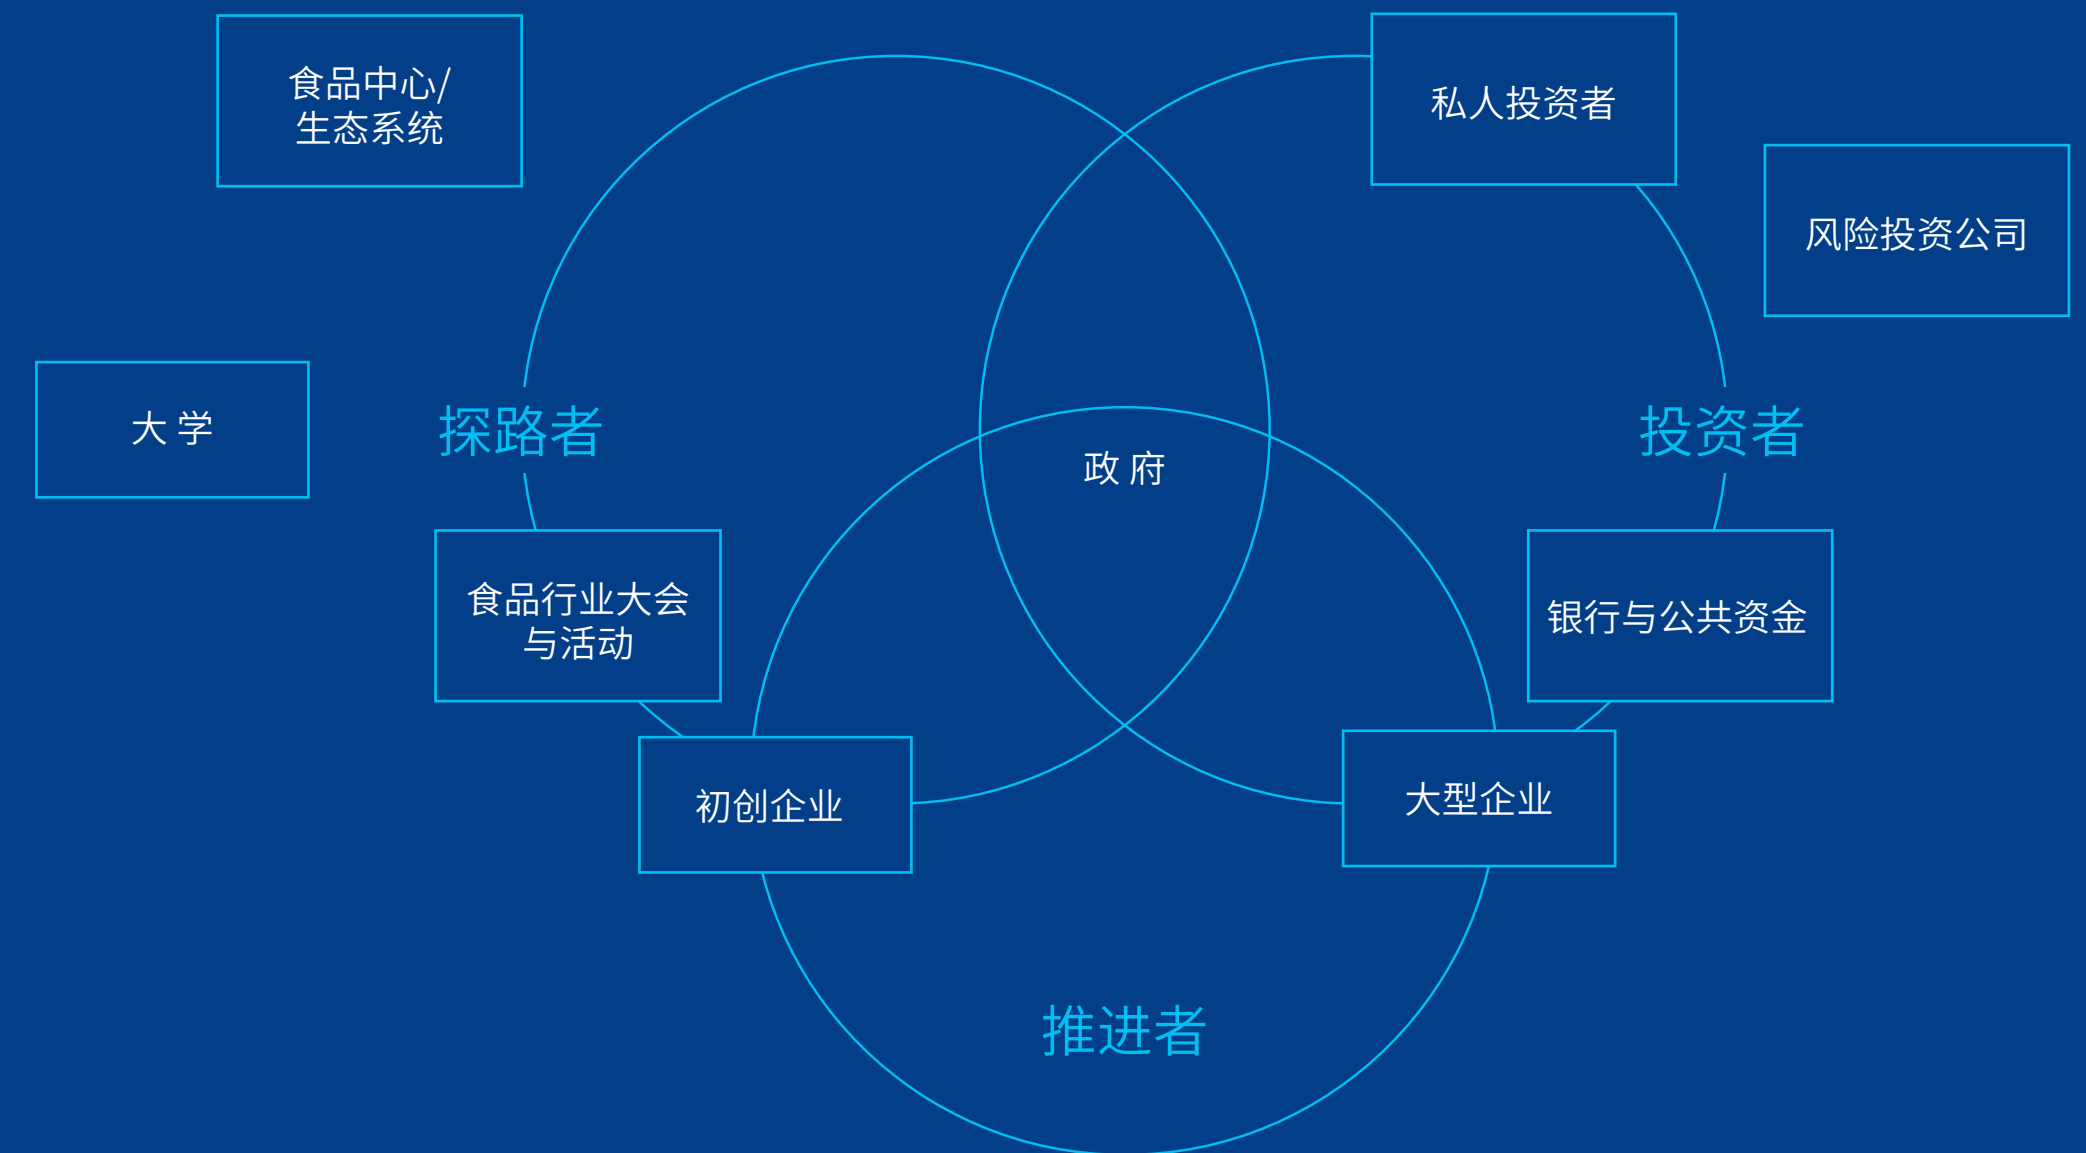 食品中心/
生态系统
私人投资者
风险投资公司
大 学
探路者
投资者
政 府
食品行业大会
与活动
银行与公共资金
初创企业
大型企业
推进者